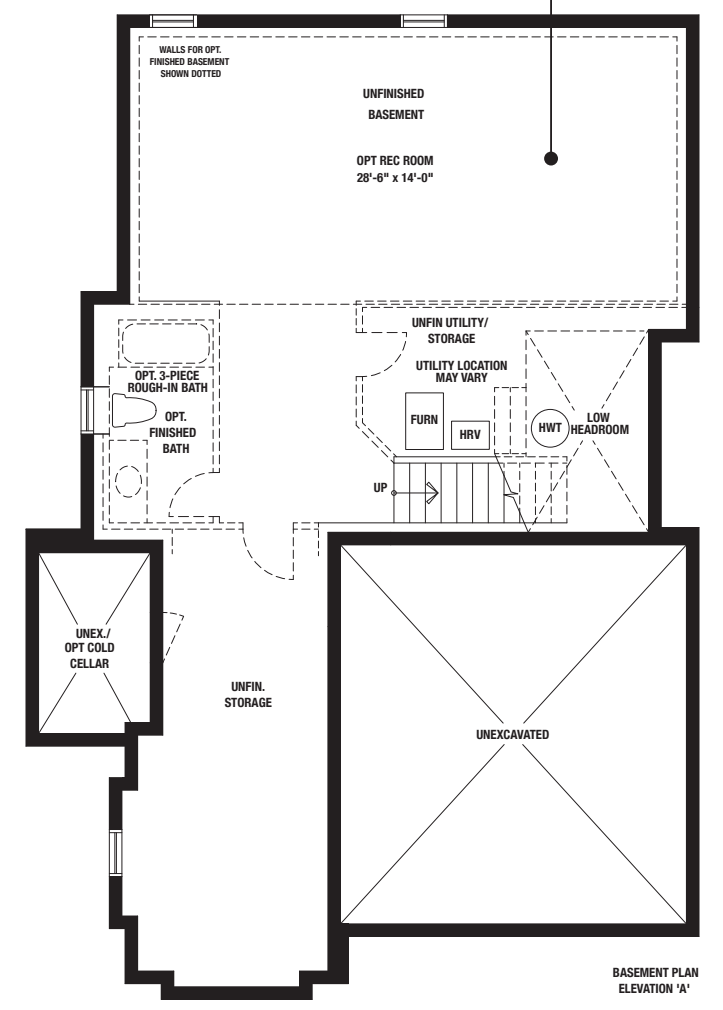 WALLS FOR OPT.
FINISHED BASEMENT
SHOWN DOTTED
UNFINISHED
BASEMENT
OPT REC ROOM
28'-6" x 14'-0"
UNFIN UTILITY/
STORAGE
UTILITY LOCATION
MAY VARY
OPT. 3-PIECE
ROUGH-IN BATH
OPT.
FINISHED
BATH
FURN
HRV
HWT
LOW
HEADROOM
UP
UNEX./
OPT COLD
CELLAR
UNFIN.
STORAGE
UNEXCAVATED
BASEMENT PLAN
ELEVATION 'A'